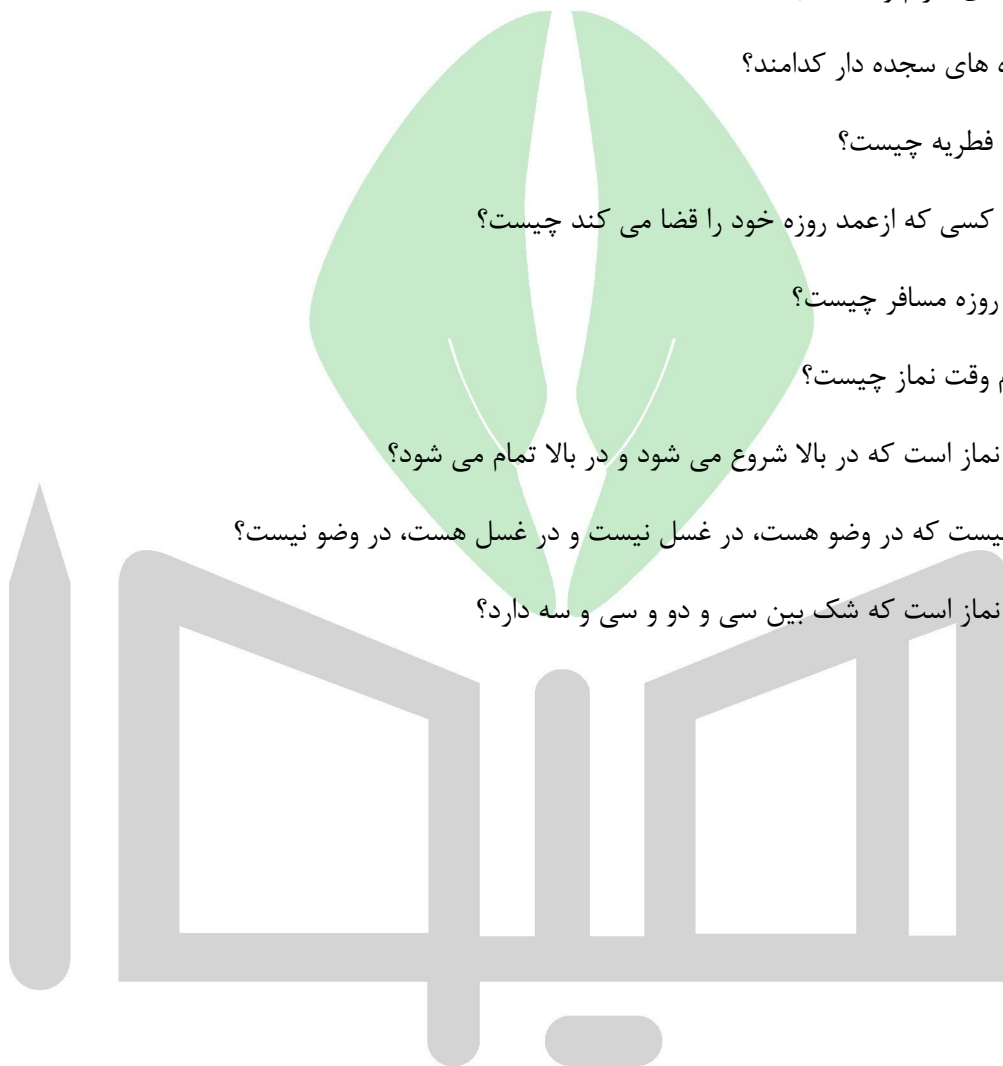 های سجده دار کدامند؟
فطریه چیست؟
کسی که ازعمد روزه خود را قضا می کند چیست؟
روزه مسافر چیست؟
وقت نماز چیست؟
نماز است که در بالا شروع می شود و در بالا تمام می شود؟
که در وضو هست، در غسل نیست و در غسل هست، در وضو نیست؟
نماز است که شک بین سی و دو و سی و سه دارد؟